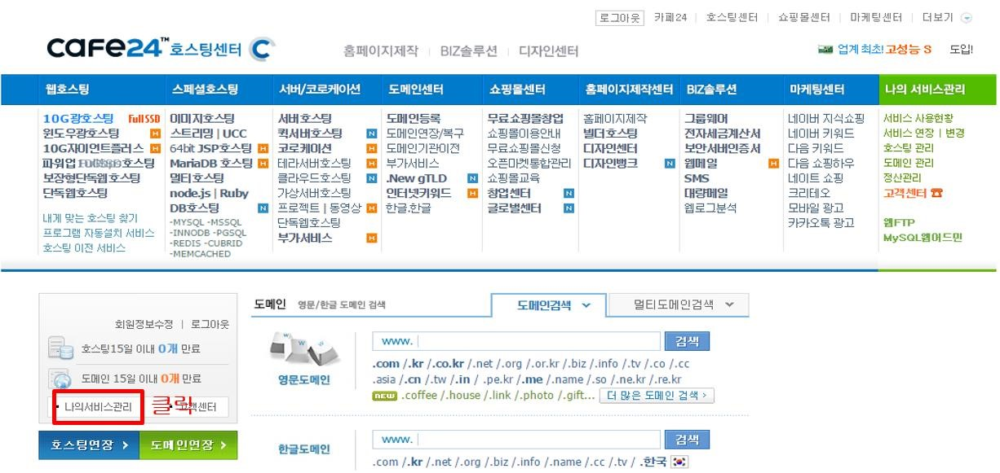 로그아웃 카페24 호스팅센터 쇼핑몰센터 마케팅센터 더보기
cafe24™ 호스팅센터 C
홈페이지제작 BIZ솔루션 디자인센터
업계 최초! 고성능 S 도입!
웹호스팅 스페셜호스팅 서버/코로케이션 도메인센터 쇼핑몰센터 홈페이지제작센터 BIZ솔루션 마케팅센터 나의 서비스관리
10G광호스팅 Full SSD
윈도우광호스팅 H
10G자이언트플러스 H
파워업 호스팅
보장형단독웹호스팅
단독웹호스팅
내게 맞는 호스팅 찾기
프로그램 자동설치 서비스
호스팅 이전 서비스
이미지호스팅
스트리밍 | UCC
64bit JSP호스팅 H
MariaDB 호스팅 H
멀티호스팅
node.js | Ruby
DB호스팅 N
-MYSQL -MSSQL
-INNODB -PGSQL
-REDIS -CUBRID
-MEMCACHED
서버호스팅
퀵서버호스팅 N
코로케이션 H
테라서버호스팅 H
클라우드호스팅 N
가상서버호스팅
프로젝트 | 동영상 H
단독웹호스팅
부가서비스 H
도메인등록
도메인연장/복구
도메인기관이전
부가서비스
.New gTLD N
인터넷키워드 H
한글.한글
무료쇼핑몰창업
쇼핑몰이용안내
무료쇼핑몰신청
오픈마켓통합관리
쇼핑몰교육
창업센터 N
글로벌센터 N
홈페이지제작
빌더호스팅
디자인센터
디자인뱅크 N
그룹웨어
전자세금계산서
보안서버인증서
웹메일 H
SMS
대량메일
웹로그분석
네이버 지식쇼핑
네이버 키워드
다음 키워드
다음 쇼핑하우
네이트 쇼핑
크리테오
모바일 광고
카카오톡 광고
서비스 사용현황
서비스 연장 | 변경
호스팅 관리
도메인 관리
정산관리
고객센터
웹FTP
MySQL웹어드민
회원정보수정 | 로그아웃
호스팅15일 이내 0개 만료
도메인 15일 이내 0개 만료
나의서비스관리 클릭 고객센터
호스팅연장 > 도메인연장 >
도메인 영문/한글 도메인 검색 도메인검색 멀티도메인검색
W W S
영문도메인
www. 검색
.com /.kr /.co.kr /.net /.org /.or.kr /.biz /.info /.tv /.co /.cc
.asia /.cn /.tw /.in / .pe.kr /.me /.name /.so /.ne.kr /.re.kr
new .coffee /.house /.link /.photo /.gift... 더 많은 도메인 검색 >
한글도메인
www. 검색
.com /.kr /.net /.org /.biz /.info /.name /.cc /.tv / .한국